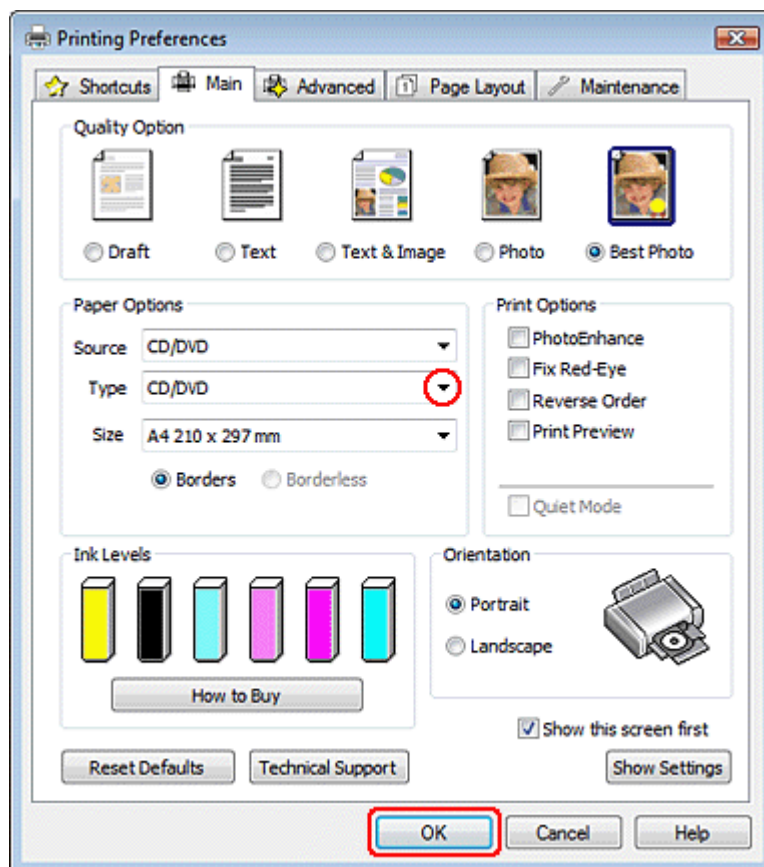 Printing Preferences
Shortcuts Main Advanced Page Layout Maintenance
Quality Option
Draft Text Text & Image Photo Best Photo
Paper Options
Source CD/DVD
Type CD/DVD
Size A4 210 x 297 mm
Borders Borderless
Print Options
PhotoEnhance
Fix Red-Eye
Reverse Order
Print Preview
Quiet Mode
Ink Levels
How to Buy
Orientation
Portrait
Landscape
Show this screen first
Reset Defaults Technical Support Show Settings
OK Cancel Help